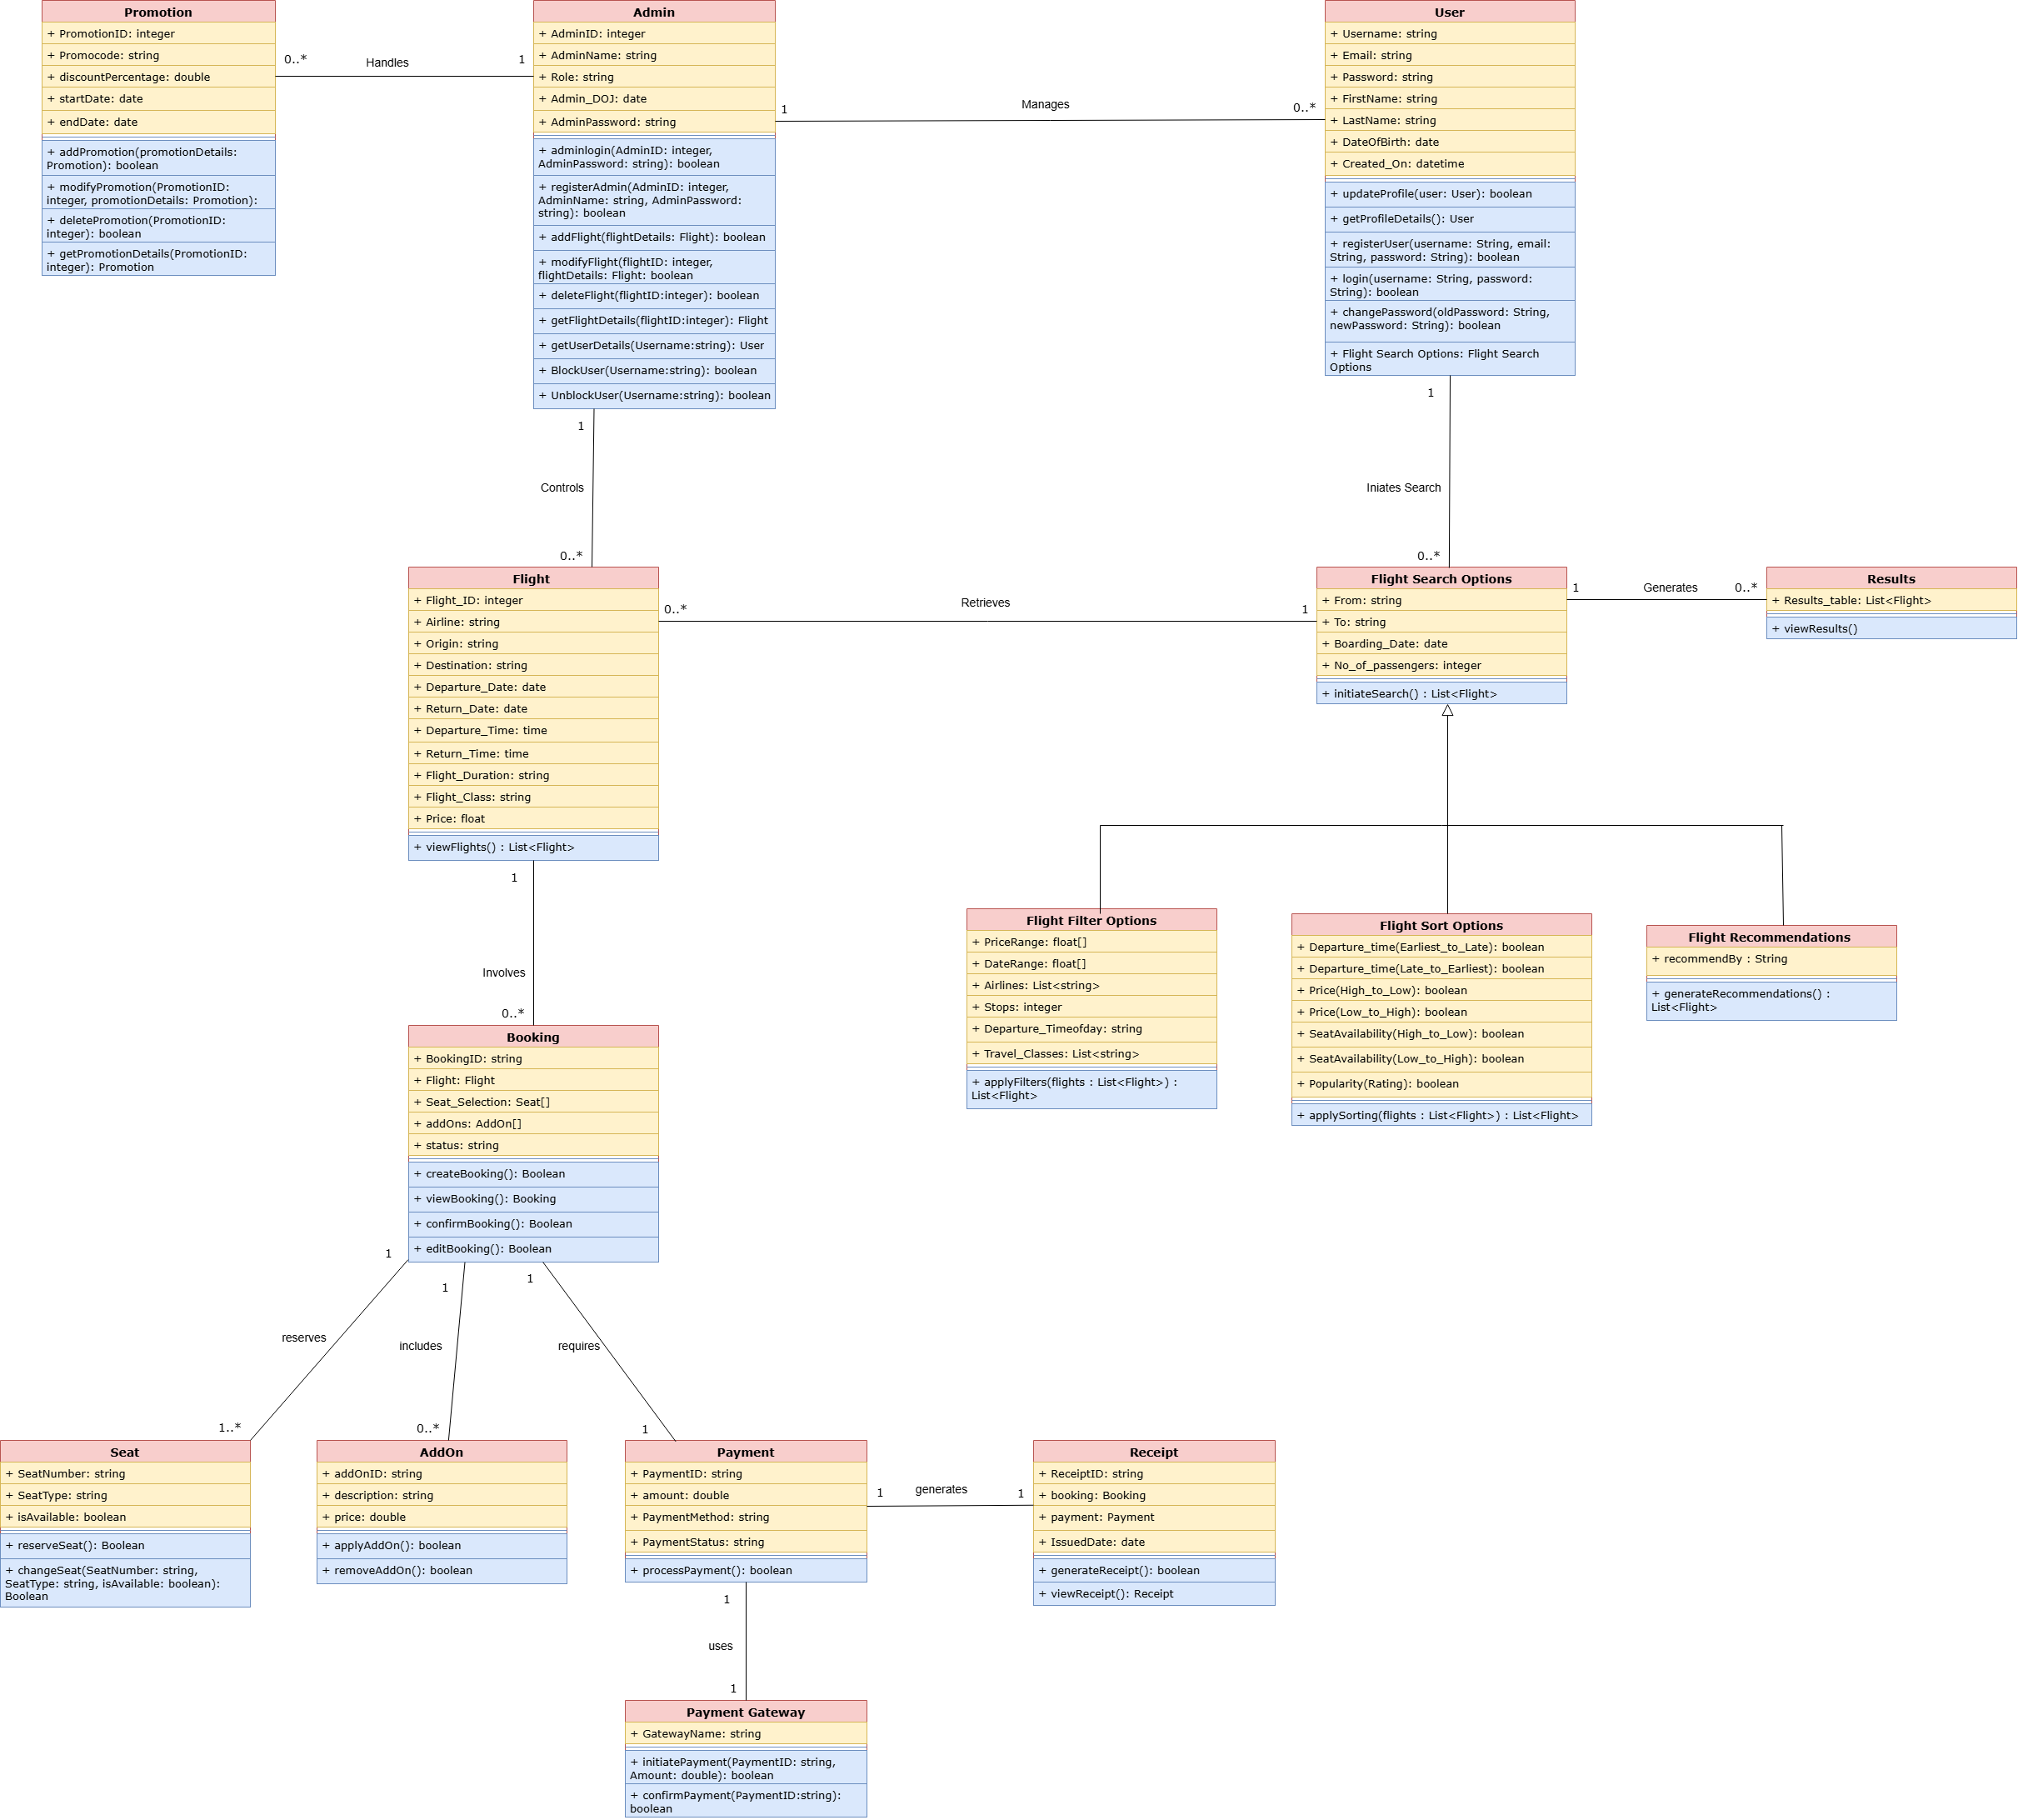 Promotion
+ PromotionID: integer
+ Promocode: string
+ discountPercentage: double
+ startDate: date
+ endDate: date
+ addPromotion(promotionDetails:
Promotion): boolean
+ modifyPromotion(PromotionID:
integer, promotionDetails: Promotion):
+ deletePromotion(PromotionID:
integer): boolean
+ getPromotionDetails(PromotionID:
integer): Promotion
0..*
Handles
1
Admin
+ AdminID: integer
+ AdminName: string
+ Role: string
+ Admin_DOJ: date
+ AdminPassword: string
+ adminlogin(AdminID: integer,
AdminPassword: string): boolean
+ registerAdmin(AdminID: integer,
AdminName: string, AdminPassword:
string): boolean
+ addFlight(flightDetails: Flight): boolean
+ modifyFlight(flightID: integer,
flightDetails: Flight: boolean
+ deleteFlight(flightID:integer): boolean
+ getFlightDetails(flightID:integer): Flight
+ getUserDetails(Username:string): User
+ BlockUser(Username:string): boolean
+ UnblockUser(Username:string): boolean
1
Manages
0..*
User
+ Username: string
+ Email: string
+ Password: string
+ FirstName: string
+ LastName: string
+ DateOfBirth: date
+ Created_On: datetime
+ updateProfile(user: User): boolean
+ getProfileDetails(): User
+ registerUser(username: String, email:
String, password: String): boolean
+ login(username: String, password:
String): boolean
+ changePassword(oldPassword: String,
newPassword: String): boolean
+ Flight Search Options: Flight Search
Options
1
Controls
0..*
1
Iniates Search
0..*
Flight
+ Flight_ID: integer
+ Airline: string
+ Origin: string
+ Destination: string
+ Departure_Date: date
+ Return_Date: date
+ Departure_Time: time
+ Return_Time: time
+ Flight_Duration: string
+ Flight_Class: string
+ Price: float
+ viewFlights() : List<Flight>
0..*
Retrieves
1
Flight Search Options
+ From: string
+ To: string
+ Boarding_Date: date
+ No_of_passengers: integer
+ initiateSearch() : List<Flight>
1
Generates
0..*
Results
+ Results_table: List<Flight>
+ viewResults()
Flight Filter Options
+ PriceRange: float[]
+ DateRange: float[]
+ Airlines: List<string>
+ Stops: integer
+ Departure_Timeofday: string
+ Travel_Classes: List<string>
+ applyFilters(flights : List<Flight>) :
List<Flight>
Flight Sort Options
+ Departure_time(Earliest_to_Late): boolean
+ Departure_time(Late_to_Earliest): boolean
+ Price(High_to_Low): boolean
+ Price(Low_to_High): boolean
+ SeatAvailability(High_to_Low): boolean
+ SeatAvailability(Low_to_High): boolean
+ Popularity(Rating): boolean
+ applySorting(flights : List<Flight>) : List<Flight>
Flight Recommendations
+ recommendBy : String
+ generateRecommendations() :
List<Flight>
1
Involves
0..*
Booking
+ BookingID: string
+ Flight: Flight
+ Seat_Selection: Seat[]
+ addOns: AddOn[]
+ status: string
+ createBooking(): Boolean
+ viewBooking(): Booking
+ confirmBooking(): Boolean
+ editBooking(): Boolean
1
reserves
1..*
1
includes
0..*
1
requires
1
Seat
+ SeatNumber: string
+ SeatType: string
+ isAvailable: boolean
+ reserveSeat(): Boolean
+ changeSeat(SeatNumber: string,
SeatType: string, isAvailable: boolean):
Boolean
AddOn
+ addOnID: string
+ description: string
+ price: double
+ applyAddOn(): boolean
+ removeAddOn(): boolean
Payment
+ PaymentID: string
+ amount: double
+ PaymentMethod: string
+ PaymentStatus: string
+ processPayment(): boolean
1
generates
1
Receipt
+ ReceiptID: string
+ booking: Booking
+ payment: Payment
+ IssuedDate: date
+ generateReceipt(): boolean
+ viewReceipt(): Receipt
1
uses
1
Payment Gateway
+ GatewayName: string
+ initiatePayment(PaymentID: string,
Amount: double): boolean
+ confirmPayment(PaymentID:string):
boolean